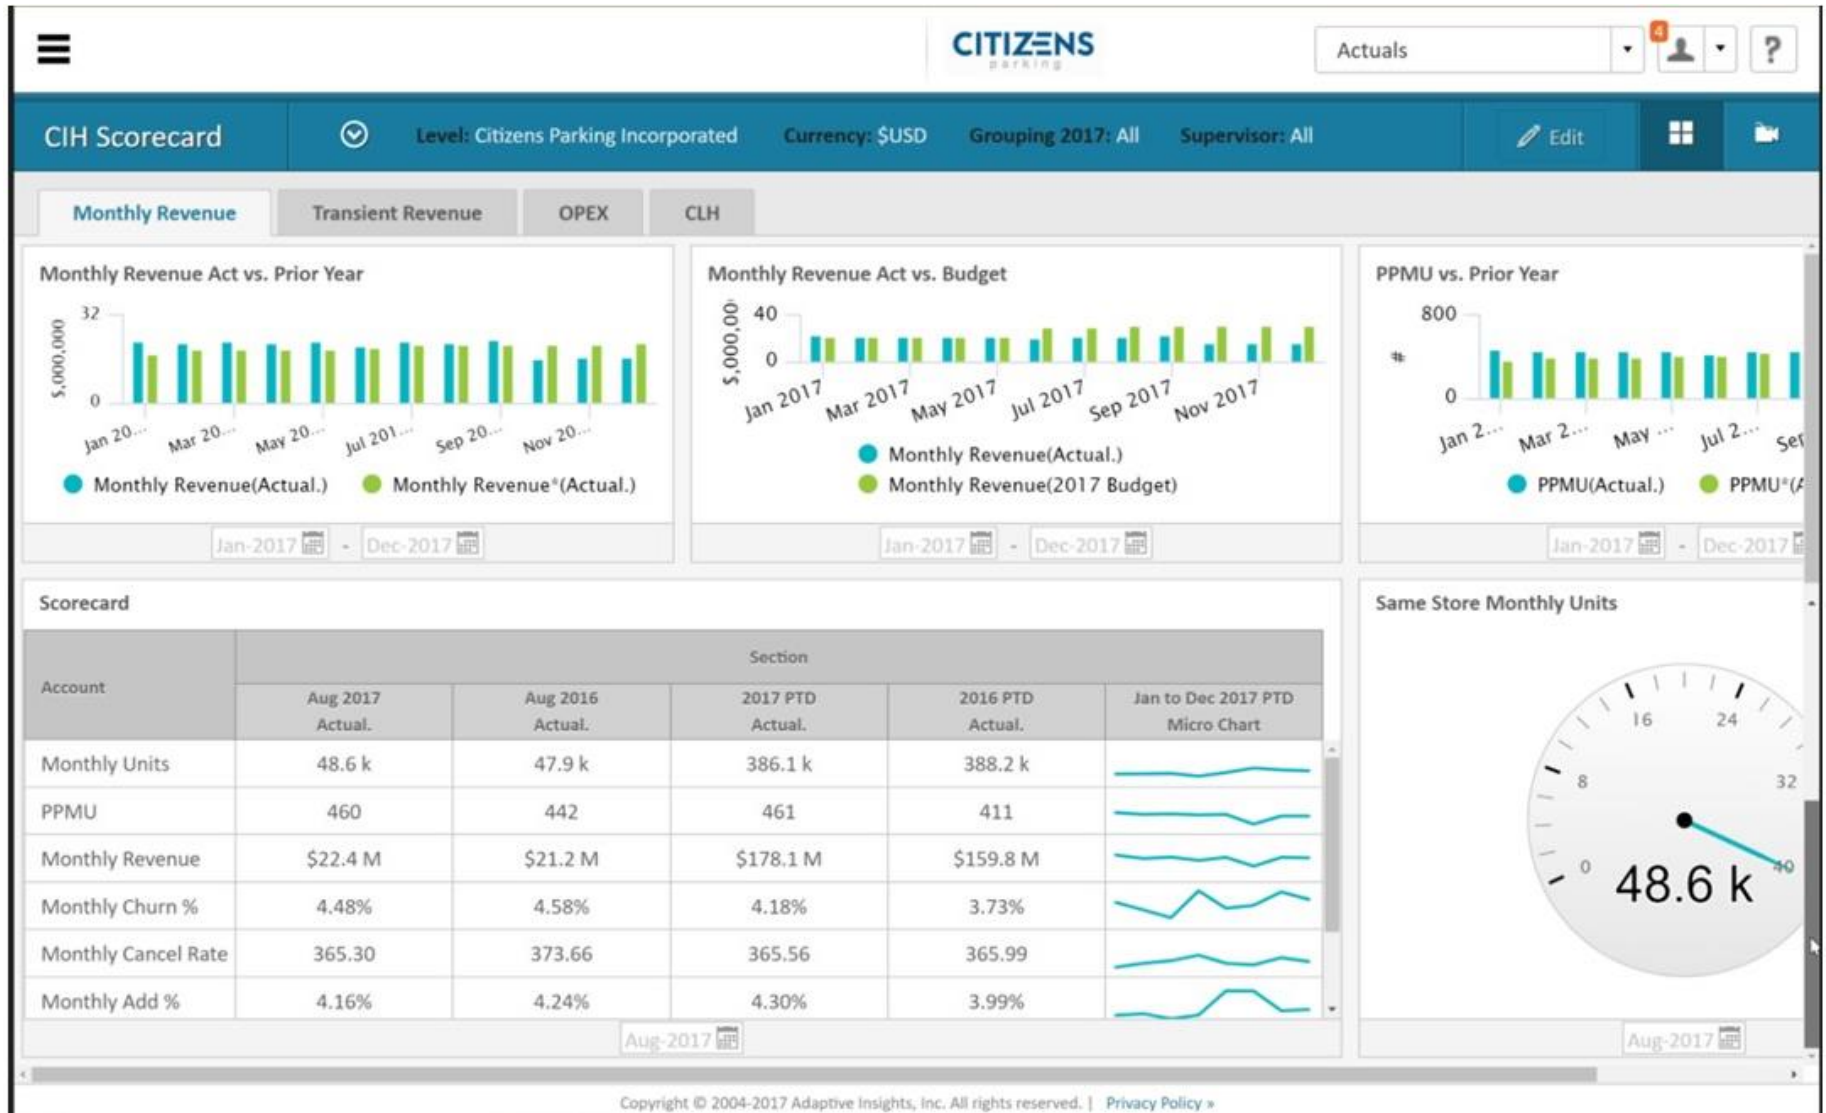 CITIZENS
parking
Actuals
4
?
CIH Scorecard
Level: Citizens Parking Incorporated
Currency: $USD
Grouping 2017: All
Supervisor: All
Edit
Monthly Revenue
Transient Revenue
OPEX
CLH
Monthly Revenue Act vs. Prior Year
32
$,000,000
0
Jan 20... Mar 20... May 20... Jul 201... Sep 20... Nov 20...
Monthly Revenue(Actual.) Monthly Revenue*(Actual.)
Jan-2017 - Dec-2017
Monthly Revenue Act vs. Budget
40
$,000,00
0
Jan 2017 Mar 2017 May 2017 Jul 2017 Sep 2017 Nov 2017
Monthly Revenue(Actual.)
Monthly Revenue(2017 Budget)
Jan-2017 - Dec-2017
PPMU vs. Prior Year
800
#
0
Jan 2... Mar 2... May ... Jul 2... Sep
PPMU(Actual.) PPMU*(A
Jan-2017 - Dec-2017
Scorecard
Account
Section
Aug 2017 Actual.
Aug 2016 Actual.
2017 PTD Actual.
2016 PTD Actual.
Jan to Dec 2017 PTD Micro Chart
Monthly Units 48.6 k 47.9 k 386.1 k 388.2 k
PPMU 460 442 461 411
Monthly Revenue $22.4 M $21.2 M $178.1 M $159.8 M
Monthly Churn % 4.48% 4.58% 4.18% 3.73%
Monthly Cancel Rate 365.30 373.66 365.56 365.99
Monthly Add % 4.16% 4.24% 4.30% 3.99%
Aug-2017
Same Store Monthly Units
16 24
8 32
0 40
48.6 k
Aug-2017
Copyright © 2004-2017 Adaptive Insights, Inc. All rights reserved. | Privacy Policy »